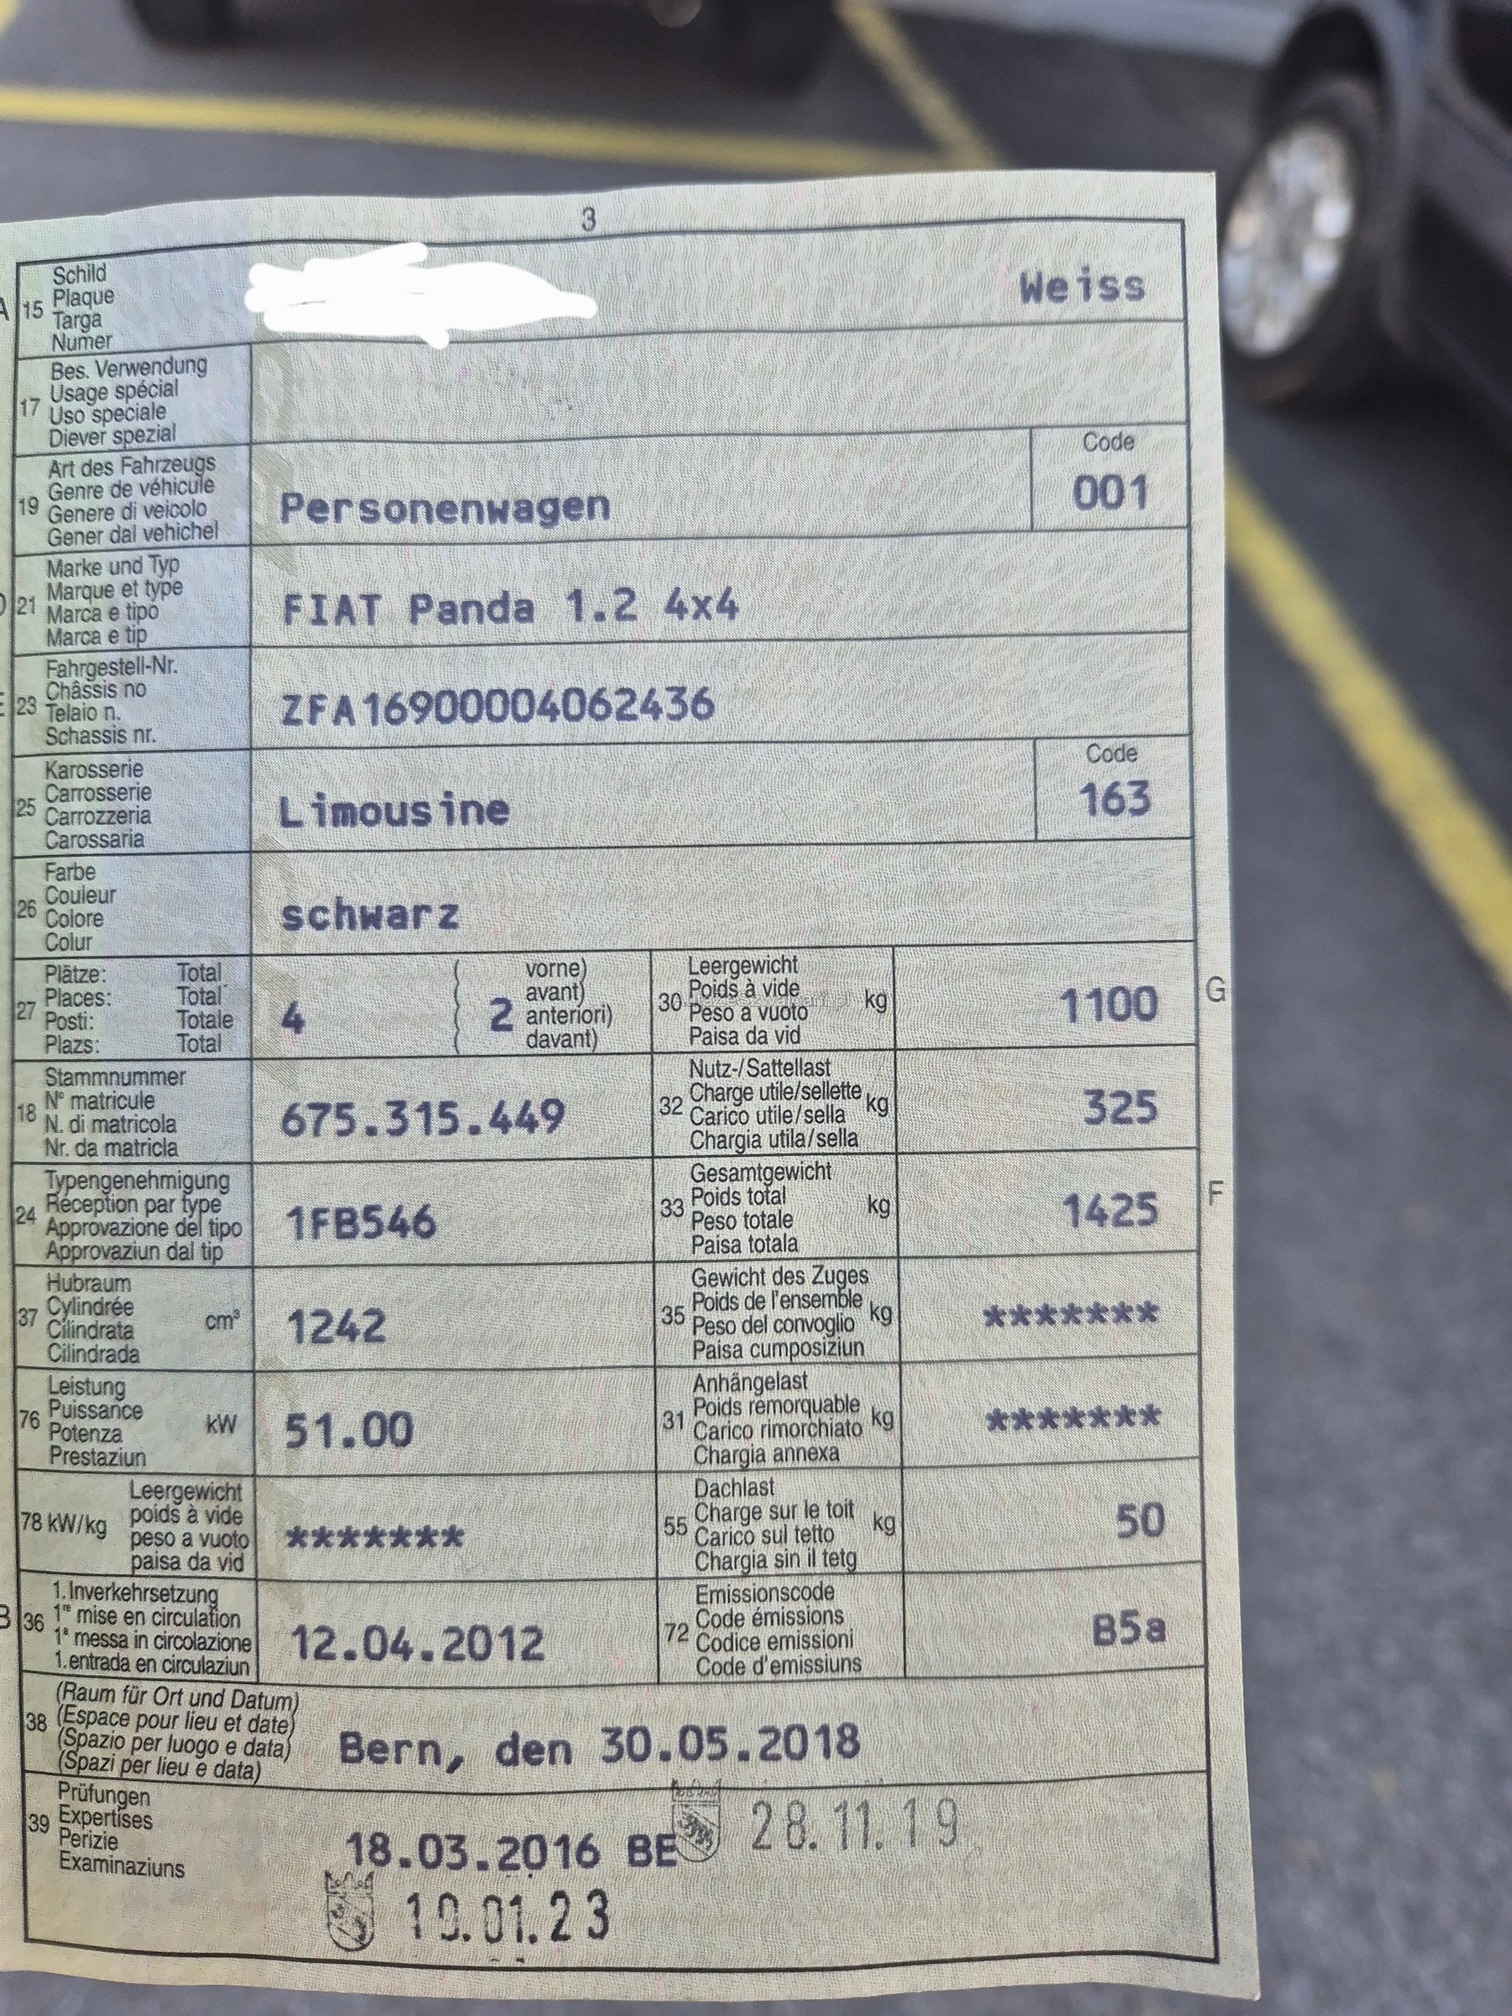 3
A 15 Schild
Plaque
Targa
Numer
Weiss
17 Bes. Verwendung
Usage spécial
Uso speciale
Diever spezial
19 Art des Fahrzeugs
Genre de véhicule
Genere di veicolo
Gener dal vehichel
Personenwagen
Code
001
D 21 Marke und Typ
Marque et type
Marca e tipo
Marca e tip
FIAT Panda 1.2 4x4
E 23 Fahrgestell-Nr.
Châssis no
Telaio n.
Schassis nr.
ZFA16900004062436
25 Karosserie
Carrosserie
Carrozzeria
Carossaria
Limousine
Code
163
26 Farbe
Couleur
Colore
Colur
schwarz
27 Plätze: Total
Places: Total
Posti: Totale
Plazs: Total
4
( 2 vorne)
avant)
anteriori)
davant)
30 Leergewicht
Poids à vide
Peso a vuoto
Paisa da vid
kg
1100
G
18 Stammnummer
N° matricule
N. di matricola
Nr. da matricla
675.315.449
32 Nutz-/Sattellast
Charge utile/sellette
Carico utile/sella
Chargia utila/sella
kg
325
24 Typengenehmigung
Réception par type
Approvazione del tipo
Approvaziun dal tip
1FB546
33 Gesamtgewicht
Poids total
Peso totale
Paisa totala
kg
1425
F
37 Hubraum
Cylindrée
Cilindrata
Cilindrada
cm³
1242
35 Gewicht des Zuges
Poids de l'ensemble
Peso del convoglio
Paisa cumposiziun
kg
*******
76 Leistung
Puissance
Potenza
Prestaziun
kW
51.00
31 Anhängelast
Poids remorquable
Carico rimorchiato
Chargia annexa
kg
*******
78 kW/kg Leergewicht
poids à vide
peso a vuoto
paisa da vid
*******
55 Dachlast
Charge sur le toit
Carico sul tetto
Chargia sin il tetg
kg
50
B 36 1. Inverkehrsetzung
1re mise en circulation
1a messa in circolazione
1. entrada en circulaziun
12.04.2012
72 Emissionscode
Code émissions
Codice emissioni
Code d'emissiuns
B5a
38 (Raum für Ort und Datum)
(Espace pour lieu et date)
(Spazio per luogo e data)
(Spazi per lieu e data)
Bern, den 30.05.2018
39 Prüfungen
Expertises
Perizie
Examinaziuns
18.03.2016 BE
28.11.19
19.01.23